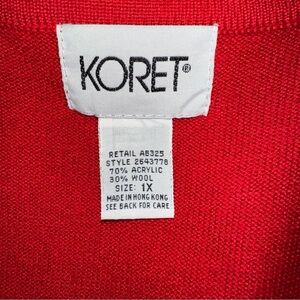 KORET®
RETAIL A8325
STYLE 2643778
70% ACRYLIC
30% WOOL
SIZE: 1X
MADE IN HONG KONG
SEE BACK FOR CARE